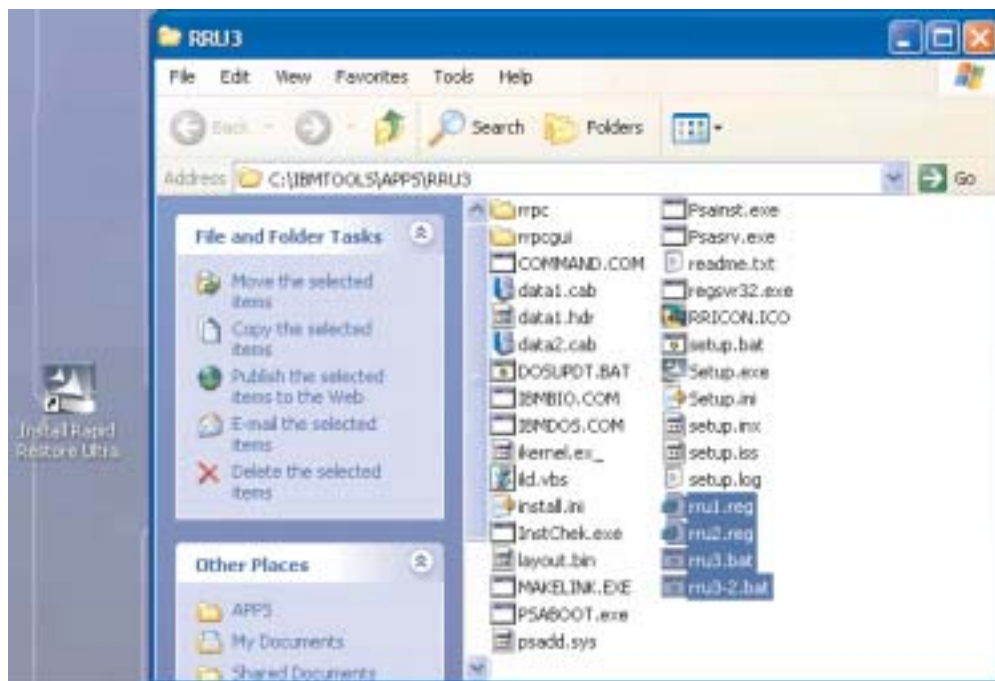 RRU3
File Edit View Favorites Tools Help
Back Search Folders
Address C:\IBMTOOLS\APPS\RRU3 Go
File and Folder Tasks
Move the selected
items
Copy the selected
items
Publish the selected
items to the Web
E-mail the selected
items
Delete the selected
items
Other Places
APPS
My Documents
Shared Documents
rrpc
rrpcgui
COMMAND.COM
data1.cab
data1.hdr
data2.cab
DOSUPDT.BAT
IBMBIO.COM
IBMDOS.COM
ikernel.ex_
ild.vbs
install.ini
InstChek.exe
layout.bin
MAKELINK.EXE
PSABOOT.exe
psadd.sys
Psainst.exe
Psasrv.exe
readme.txt
regsvr32.exe
RRICON.ICO
setup.bat
Setup.exe
Setup.ini
setup.inx
setup.iss
setup.log
rru1.reg
rru2.reg
rru3.bat
rru3-2.bat
Install Rapid
Restore Ultra